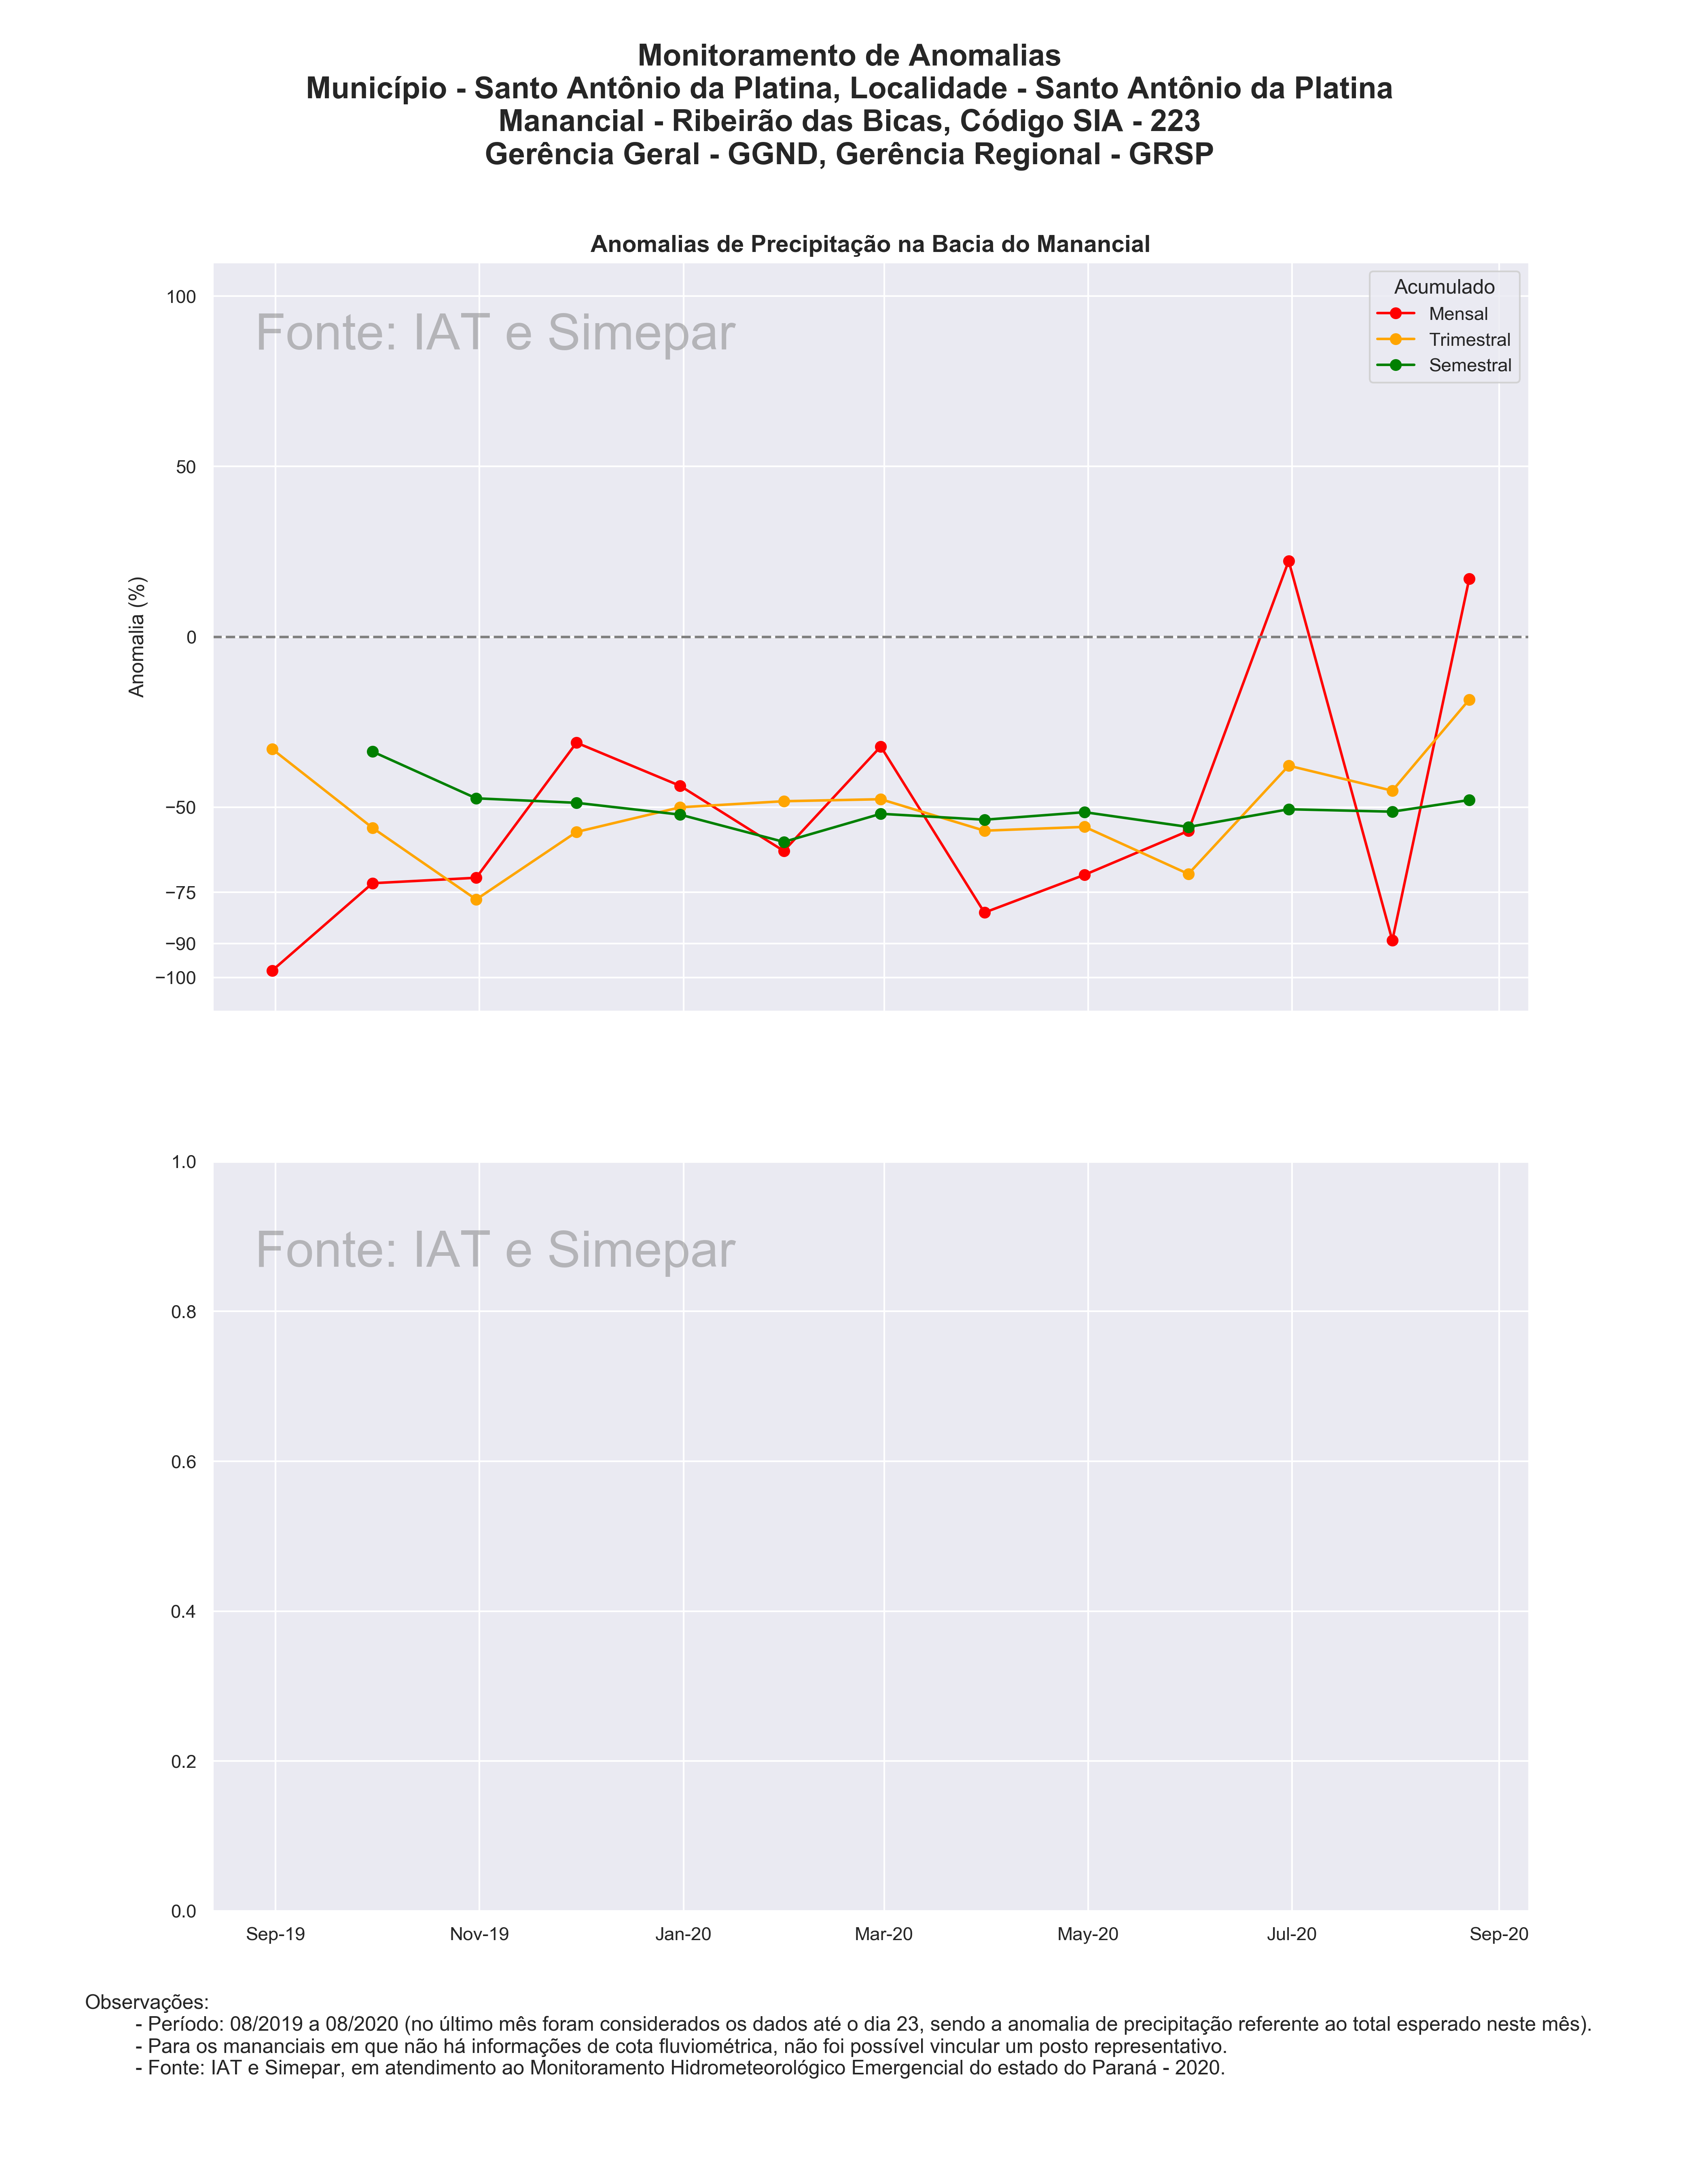 Monitoramento de Anomalias
Município - Santo Antônio da Platina, Localidade - Santo Antônio da Platina
Manancial - Ribeirão das Bicas, Código SIA - 223
Gerência Geral - GGND, Gerência Regional - GRSP
Anomalias de Precipitação na Bacia do Manancial
Fonte: IAT e Simepar
Acumulado
Mensal
Trimestral
Semestral
Anomalia (%)
100
50
0
−50
−75
−90
−100
Fonte: IAT e Simepar
1.0
0.8
0.6
0.4
0.2
0.0
Sep-19 Nov-19 Jan-20 Mar-20 May-20 Jul-20 Sep-20
Observações:
- Período: 08/2019 a 08/2020 (no último mês foram considerados os dados até o dia 23, sendo a anomalia de precipitação referente ao total esperado neste mês).
- Para os mananciais em que não há informações de cota fluviométrica, não foi possível vincular um posto representativo.
- Fonte: IAT e Simepar, em atendimento ao Monitoramento Hidrometeorológico Emergencial do estado do Paraná - 2020.